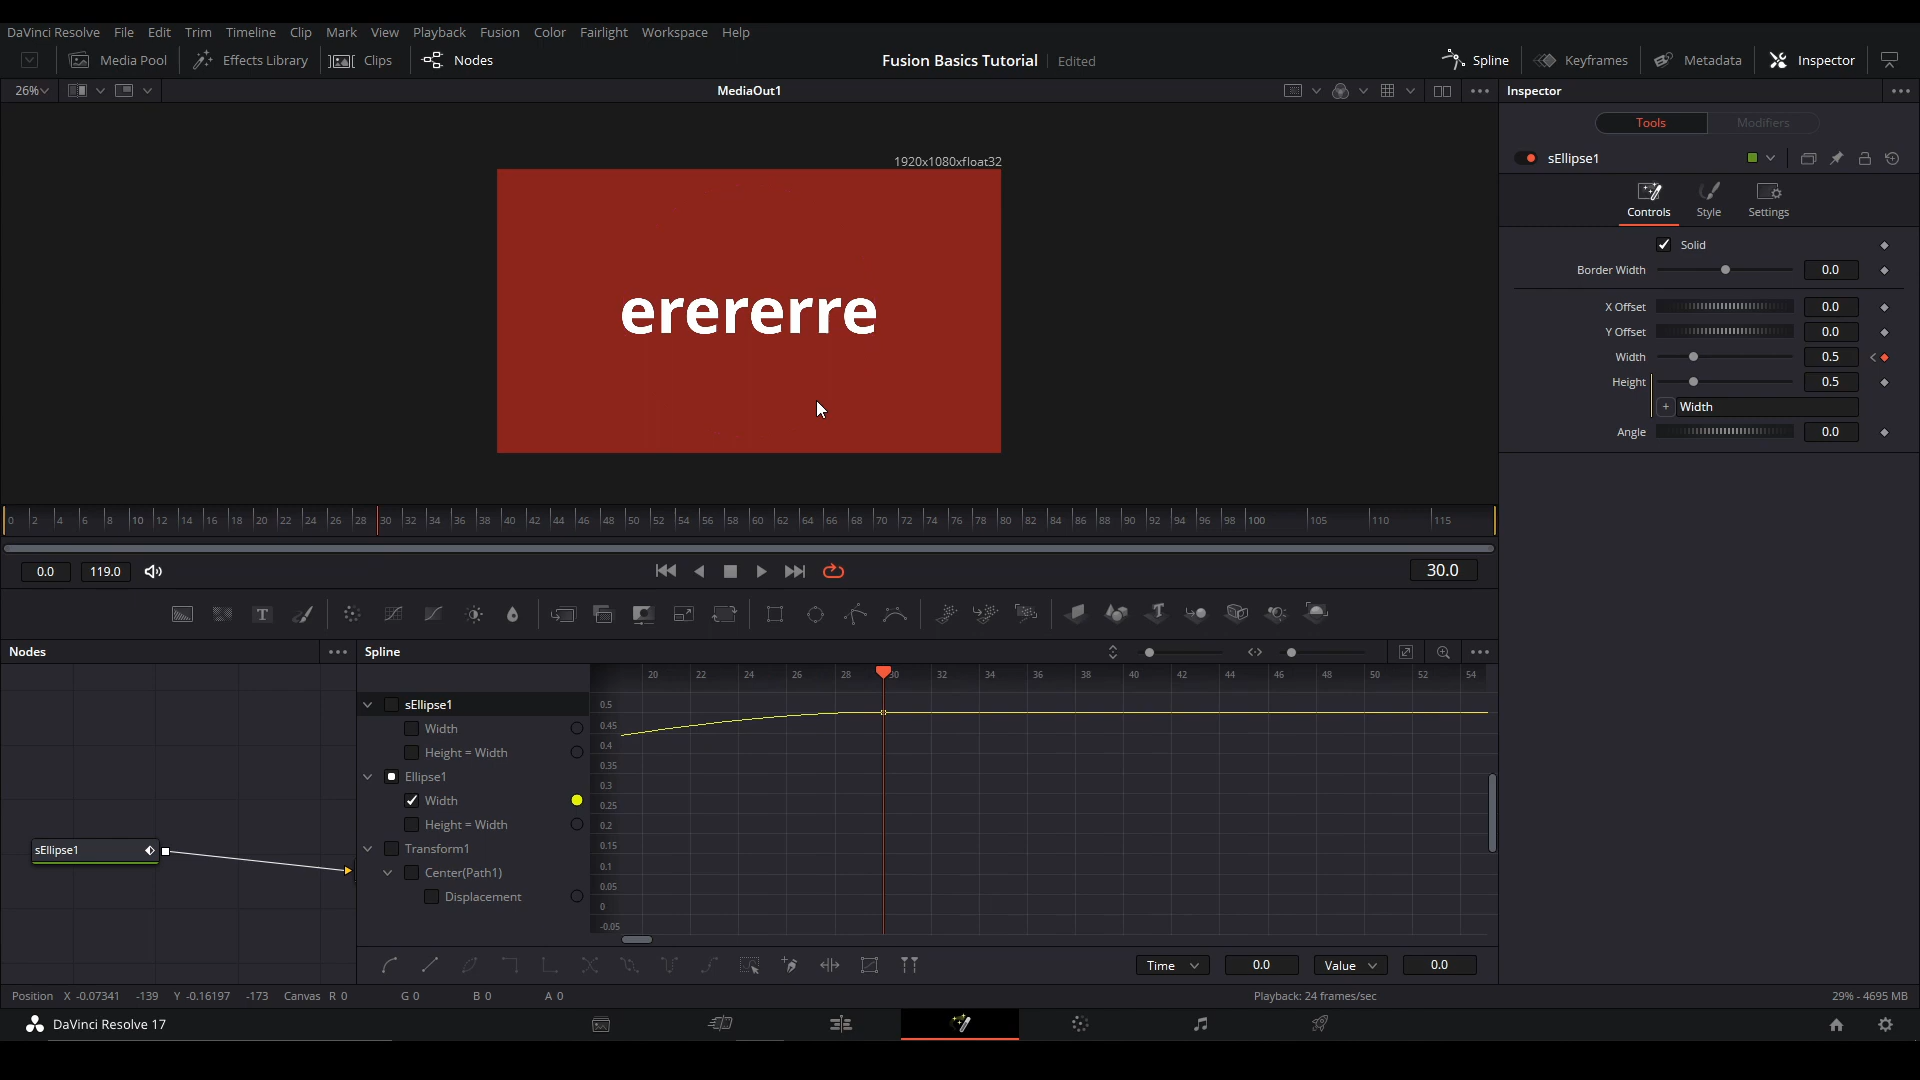 DaVinci Resolve File Edit Trim Timeline Clip Mark View Playback Fusion Color Fairlight Workspace Help
Media Pool Effects Library Clips Nodes Fusion Basics Tutorial Edited Spline Keyframes Metadata Inspector
26% MediaOut1 Inspector
Tools Modifiers
1920x1080xfloat32
sEllipse1
Controls Style Settings
Solid
Border Width 0.0
X Offset 0.0
Y Offset 0.0
Width 0.5
Height 0.5
Width
Angle 0.0
erererre
0 2 4 6 8 10 12 14 16 18 20 22 24 26 28 30 32 34 36 38 40 42 44 46 48 50 52 54 56 58 60 62 64 66 68 70 72 74 76 78 80 82 84 86 88 90 92 94 96 98 100 105 110 115
0.0 119.0 30.0
Nodes Spline
20 22 24 26 28 30 32 34 36 38 40 42 44 46 48 50 52 54
sEllipse1 0.5
Width 0.45
0.4
Height = Width
0.35
Ellipse1
0.3
Width 0.25
Height = Width 0.2
0.15
Transform1
0.1
Center(Path1)
0.05
Displacement
0
-0.05
sEllipse1
Time 0.0 Value 0.0
Position X -0.07341 -139 Y -0.16197 -173 Canvas R 0 G 0 B 0 A 0 Playback: 24 frames/sec 29% - 4695 MB
DaVinci Resolve 17